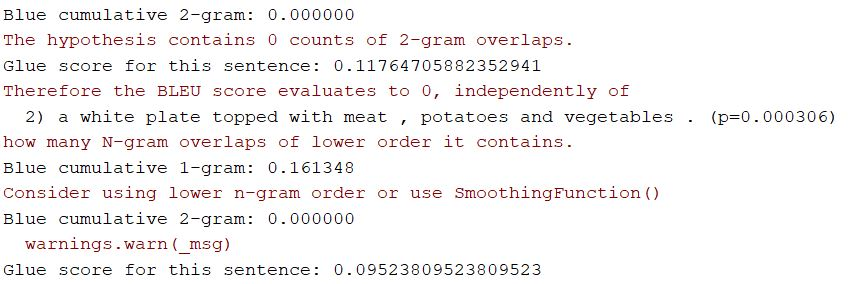 Blue cumulative 2-gram: 0.000000
The hypothesis contains 0 counts of 2-gram overlaps.
Glue score for this sentence: 0.11764705882352941
Therefore the BLEU score evaluates to 0, independently of
  2) a white plate topped with meat , potatoes and vegetables . (p=0.000306)
how many N-gram overlaps of lower order it contains.
Blue cumulative 1-gram: 0.161348
Consider using lower n-gram order or use SmoothingFunction()
Blue cumulative 2-gram: 0.000000
  warnings.warn(_msg)
Glue score for this sentence: 0.09523809523809523